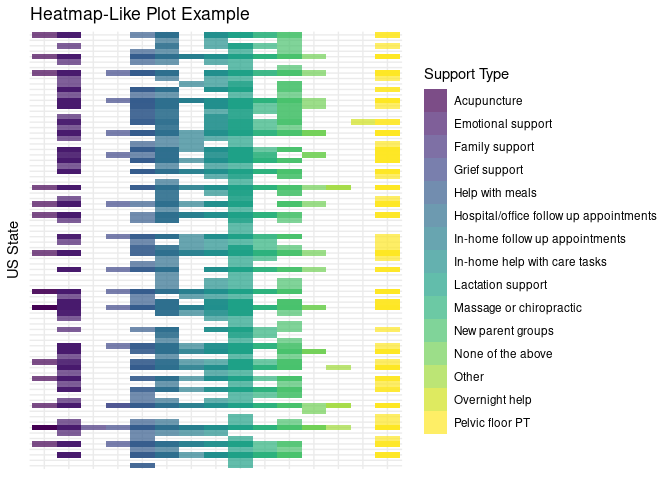 Heatmap-Like Plot Example
US State
Support Type
Acupuncture
Emotional support
Family support
Grief support
Help with meals
Hospital/office follow up appointments
In-home follow up appointments
In-home help with care tasks
Lactation support
Massage or chiropractic
New parent groups
None of the above
Other
Overnight help
Pelvic floor PT